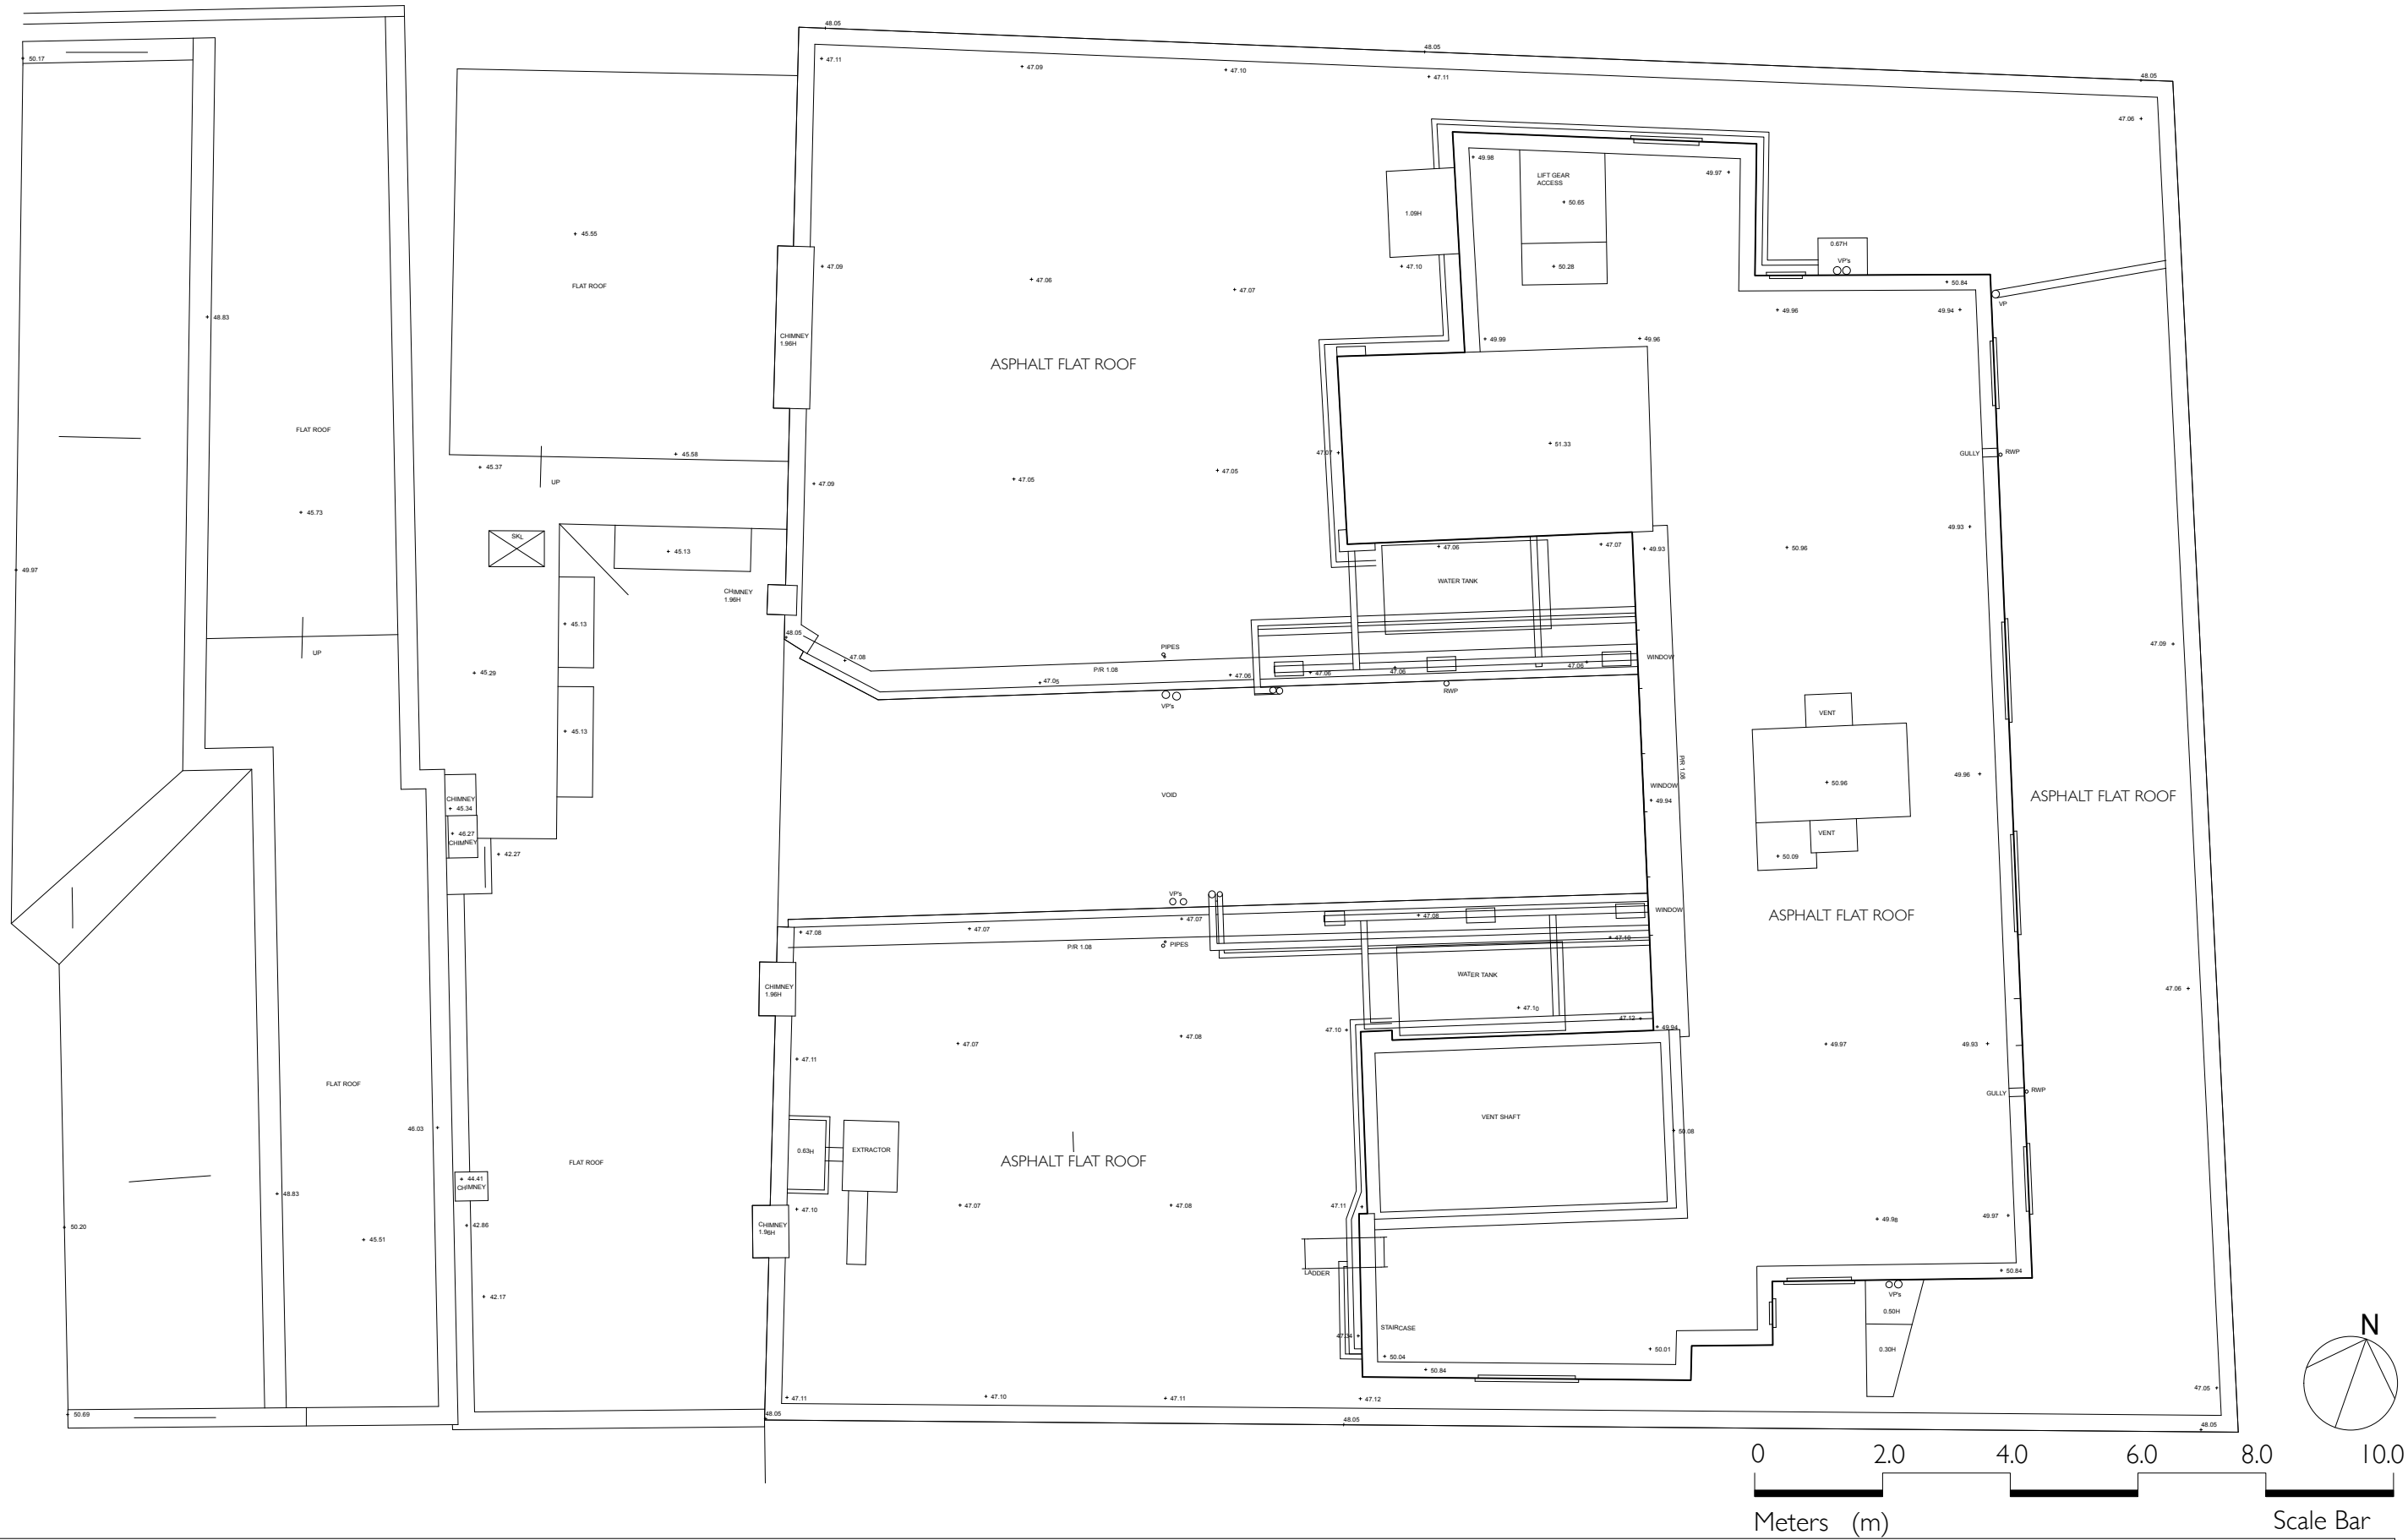 48.05
48.05
48.05
50.17
47.11
47.09
47.10
47.11
47.06
49.98
LIFT GEAR
ACCESS
49.97
50.65
1.09H
45.55
0.67H
VP's
47.09
47.06
47.07
47.10
50.28
50.84
FLAT ROOF
VP
48.83
49.96
49.94
CHIMNEY
1.96H
49.99
49.96
ASPHALT FLAT ROOF
FLAT ROOF
51.33
45.58
47.07
GULLY
RWP
45.37
UP
47.05
47.05
47.09
45.73
49.93
SKL
45.13
47.06
47.07
49.93
50.96
49.97
WATER TANK
CHIMNEY
1.96H
45.13
48.05
47.09
UP
PIPES
47.08
P/R 1.08
WINDOW
45.29
47.05
47.06
47.06
47.06
47.06
RWP
VP's
VENT
45.13
P/R 1.08
49.96
50.96
WINDOW
VOID
ASPHALT FLAT ROOF
CHIMNEY
45.34
49.94
46.27
CHIMNEY
VENT
42.27
50.09
VP's
WINDOW
47.07
47.08
ASPHALT FLAT ROOF
47.08
47.07
47.10
P/R 1.08
PIPES
WATER TANK
CHIMNEY
1.96H
47.06
47.10
47.12
49.94
47.10
47.07
47.08
49.97
49.93
47.11
FLAT ROOF
GULLY
RWP
VENT SHAFT
46.03
50.08
0.63H
EXTRACTOR
FLAT ROOF
ASPHALT FLAT ROOF
44.41
CHIMNEY
48.83
47.10
47.07
47.08
47.11
49.98
49.97
50.20
42.86
CHIMNEY
1.96H
45.51
LADDER
50.84
42.17
VP's
0.50H
STAIRCASE
47.34
N
0.30H
50.04
50.01
50.84
47.05
47.11
47.10
47.11
47.12
50.69
48.05
48.05
48.05
0 2.0 4.0 6.0 8.0 10.0
Meters (m) Scale Bar